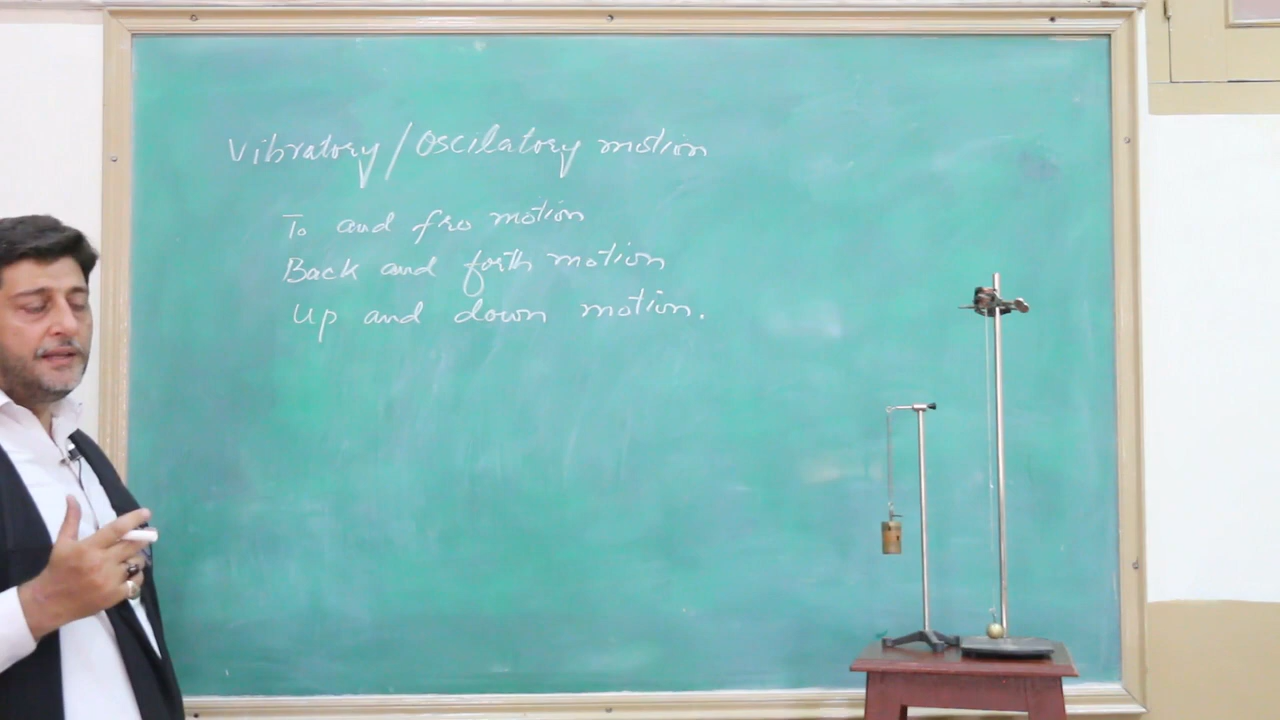 Vibratory/Oscilatory motion
To and fro motion
Back and forth motion
Up and down motion.